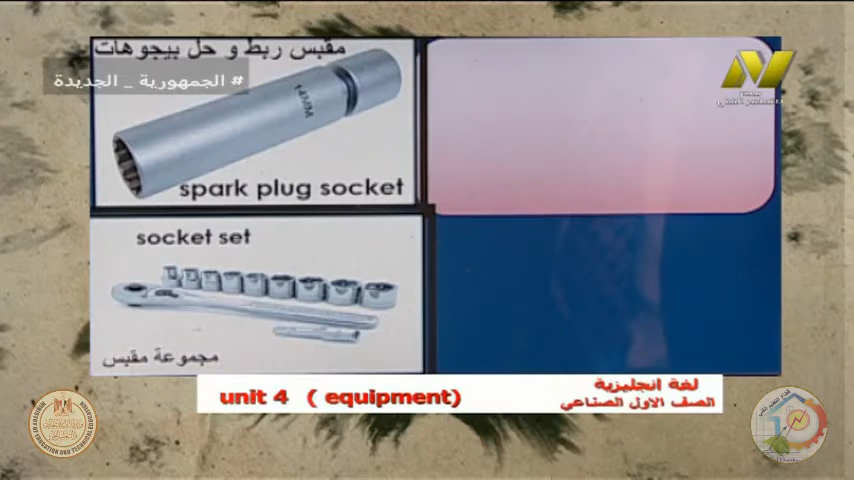 مقبس ربط و حل بيجوهات
# الجمهورية _ الجديدة
14MM
spark plug socket
socket set
مجموعة مقبس
unit 4 ( equipment)
لغة انجليزية
الصف الاول الصناعي